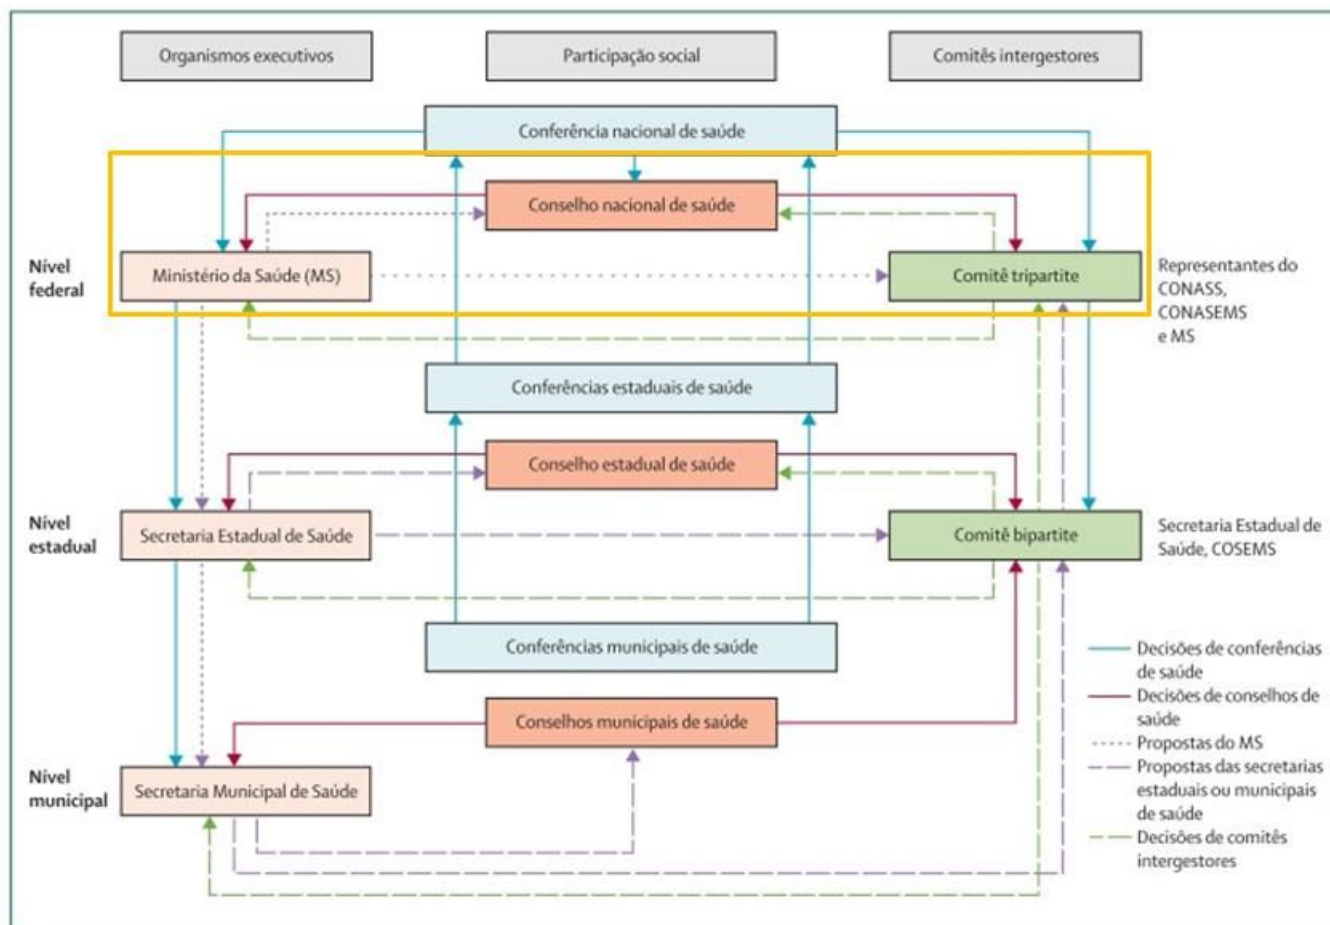 Organismos executivos
Participação social
Comitês intergestores
Conferência nacional de saúde
Conselho nacional de saúde
Nível
federal
Ministério da Saúde (MS)
Comitê tripartite
Representantes do
CONASS,
CONASEMS
e MS
Conferências estaduais de saúde
Conselho estadual de saúde
Nível
estadual
Secretaria Estadual de Saúde
Comitê bipartite
Secretaria Estadual de
Saúde, COSEMS
Conferências municipais de saúde
Conselhos municipais de saúde
Nível
municipal
Secretaria Municipal de Saúde
Decisões de conferências
de saúde
Decisões de conselhos de
saúde
Propostas do MS
Propostas das secretarias
estaduais ou municipais
de saúde
Decisões de comitês
intergestores